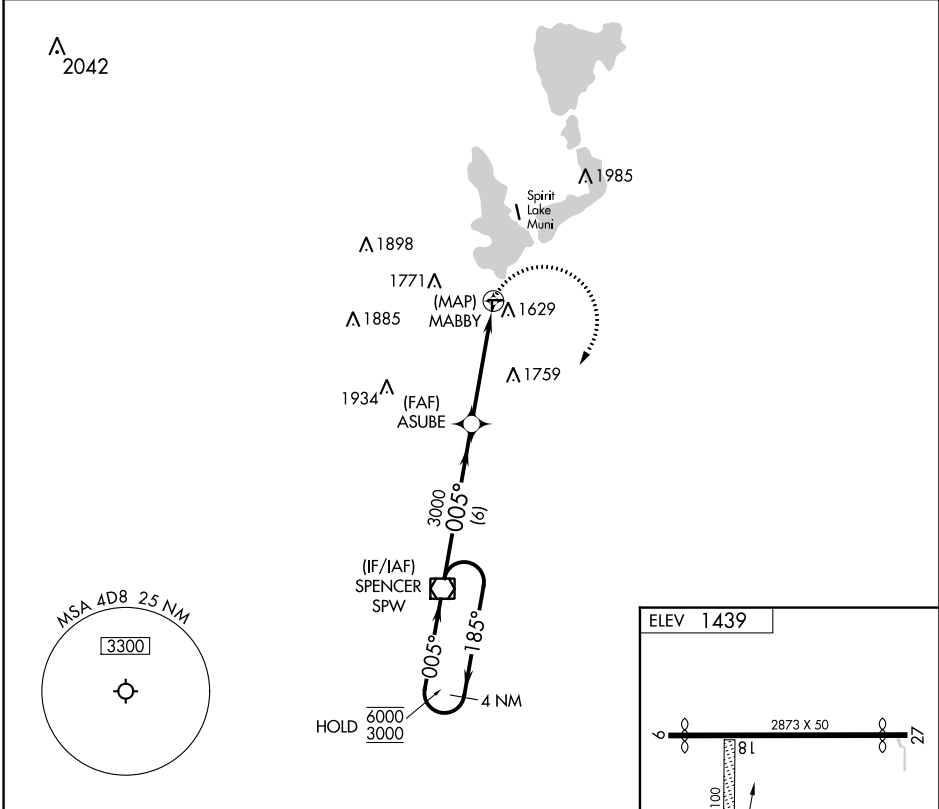 2042
1985
Spirit
Lake
Muni
1898
1771
(MAP)
MABBY
1629
1885
1759
1934
(FAF)
ASUBE
3000
005°
(6)
(IF/IAF)
SPENCER
SPW
MSA 4D8 25 NM
3300
005°
185°
4 NM
HOLD
6000
3000
ELEV 1439
2873 X 50
9
27
18
100